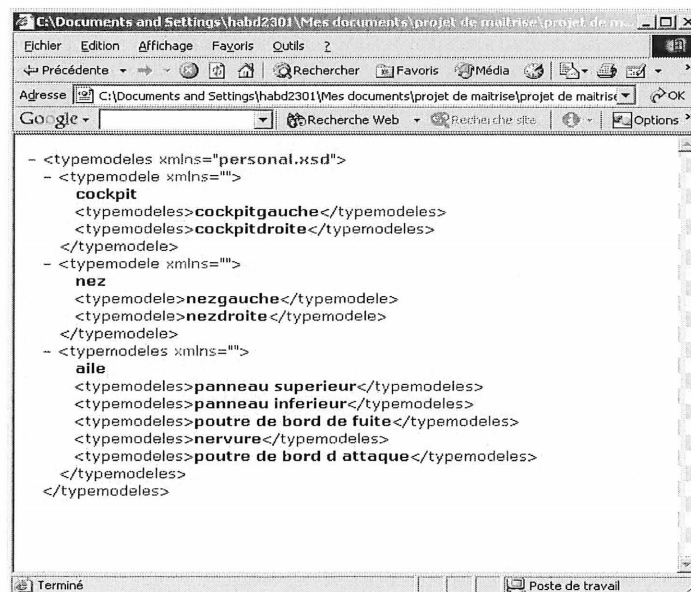 C:\Documents and Settings\habd2301\Mes documents\projet de maitrise\projet de m...
Fichier Edition Affichage Favoris Outils ?
Précédente Rechercher Favoris Média
Adresse C:\Documents and Settings\habd2301\Mes documents\projet de maitrise\projet de maitrise OK
Google Recherche Web Recherche site Options
- <typemodeles xmlns="personal.xsd">
- <typemodele xmlns="">
cockpit
<typemodeles>cockpitgauche</typemodeles>
<typemodeles>cockpitdroite</typemodeles>
</typemodele>
- <typemodele xmlns="">
nez
<typemodele>nezgauche</typemodele>
<typemodele>nezdroite</typemodele>
</typemodele>
- <typemodeles xmlns="">
aile
<typemodeles>panneau superieur</typemodeles>
<typemodeles>panneau inferieur</typemodeles>
<typemodeles>poutre de bord de fuite</typemodeles>
<typemodeles>nervure</typemodeles>
<typemodeles>poutre de bord d attaque</typemodeles>
</typemodeles>
</typemodeles>
Terminé Poste de travail